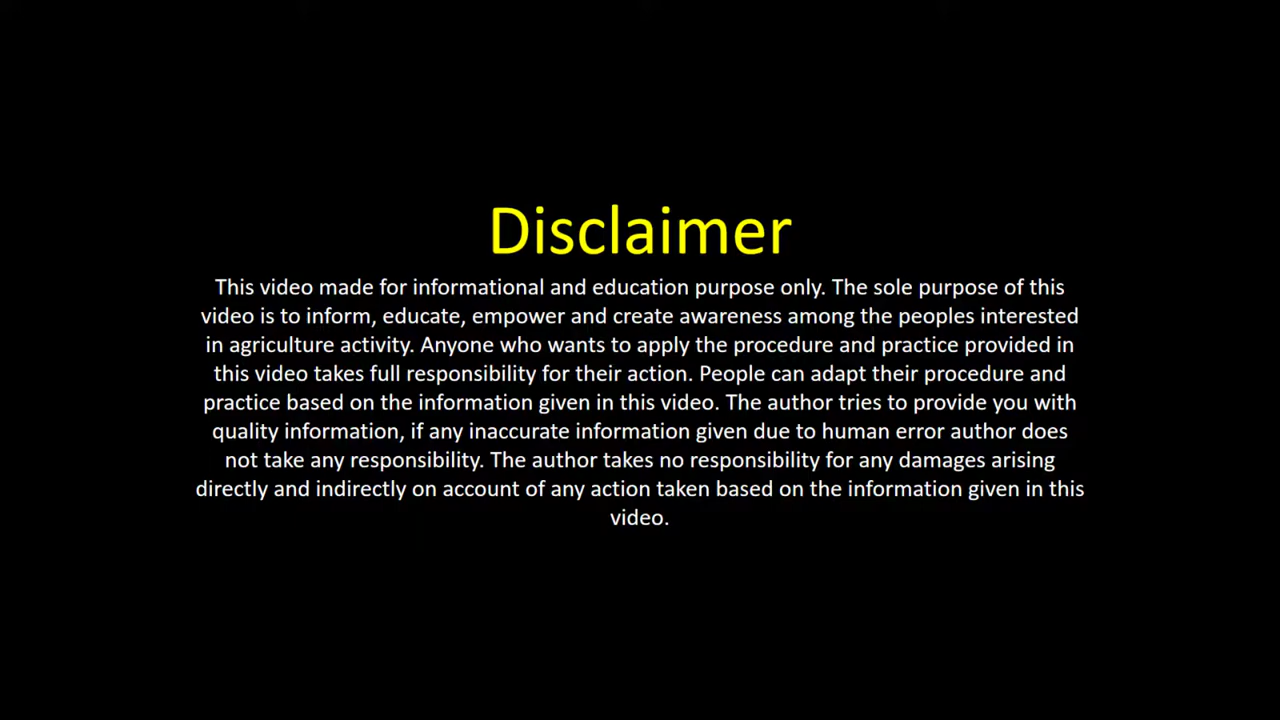 Disclaimer
This video made for informational and education purpose only. The sole purpose of this
video is to inform, educate, empower and create awareness among the peoples interested
in agriculture activity. Anyone who wants to apply the procedure and practice provided in
this video takes full responsibility for their action. People can adapt their procedure and
practice based on the information given in this video. The author tries to provide you with
quality information, if any inaccurate information given due to human error author does
not take any responsibility. The author takes no responsibility for any damages arising
directly and indirectly on account of any action taken based on the information given in this
video.